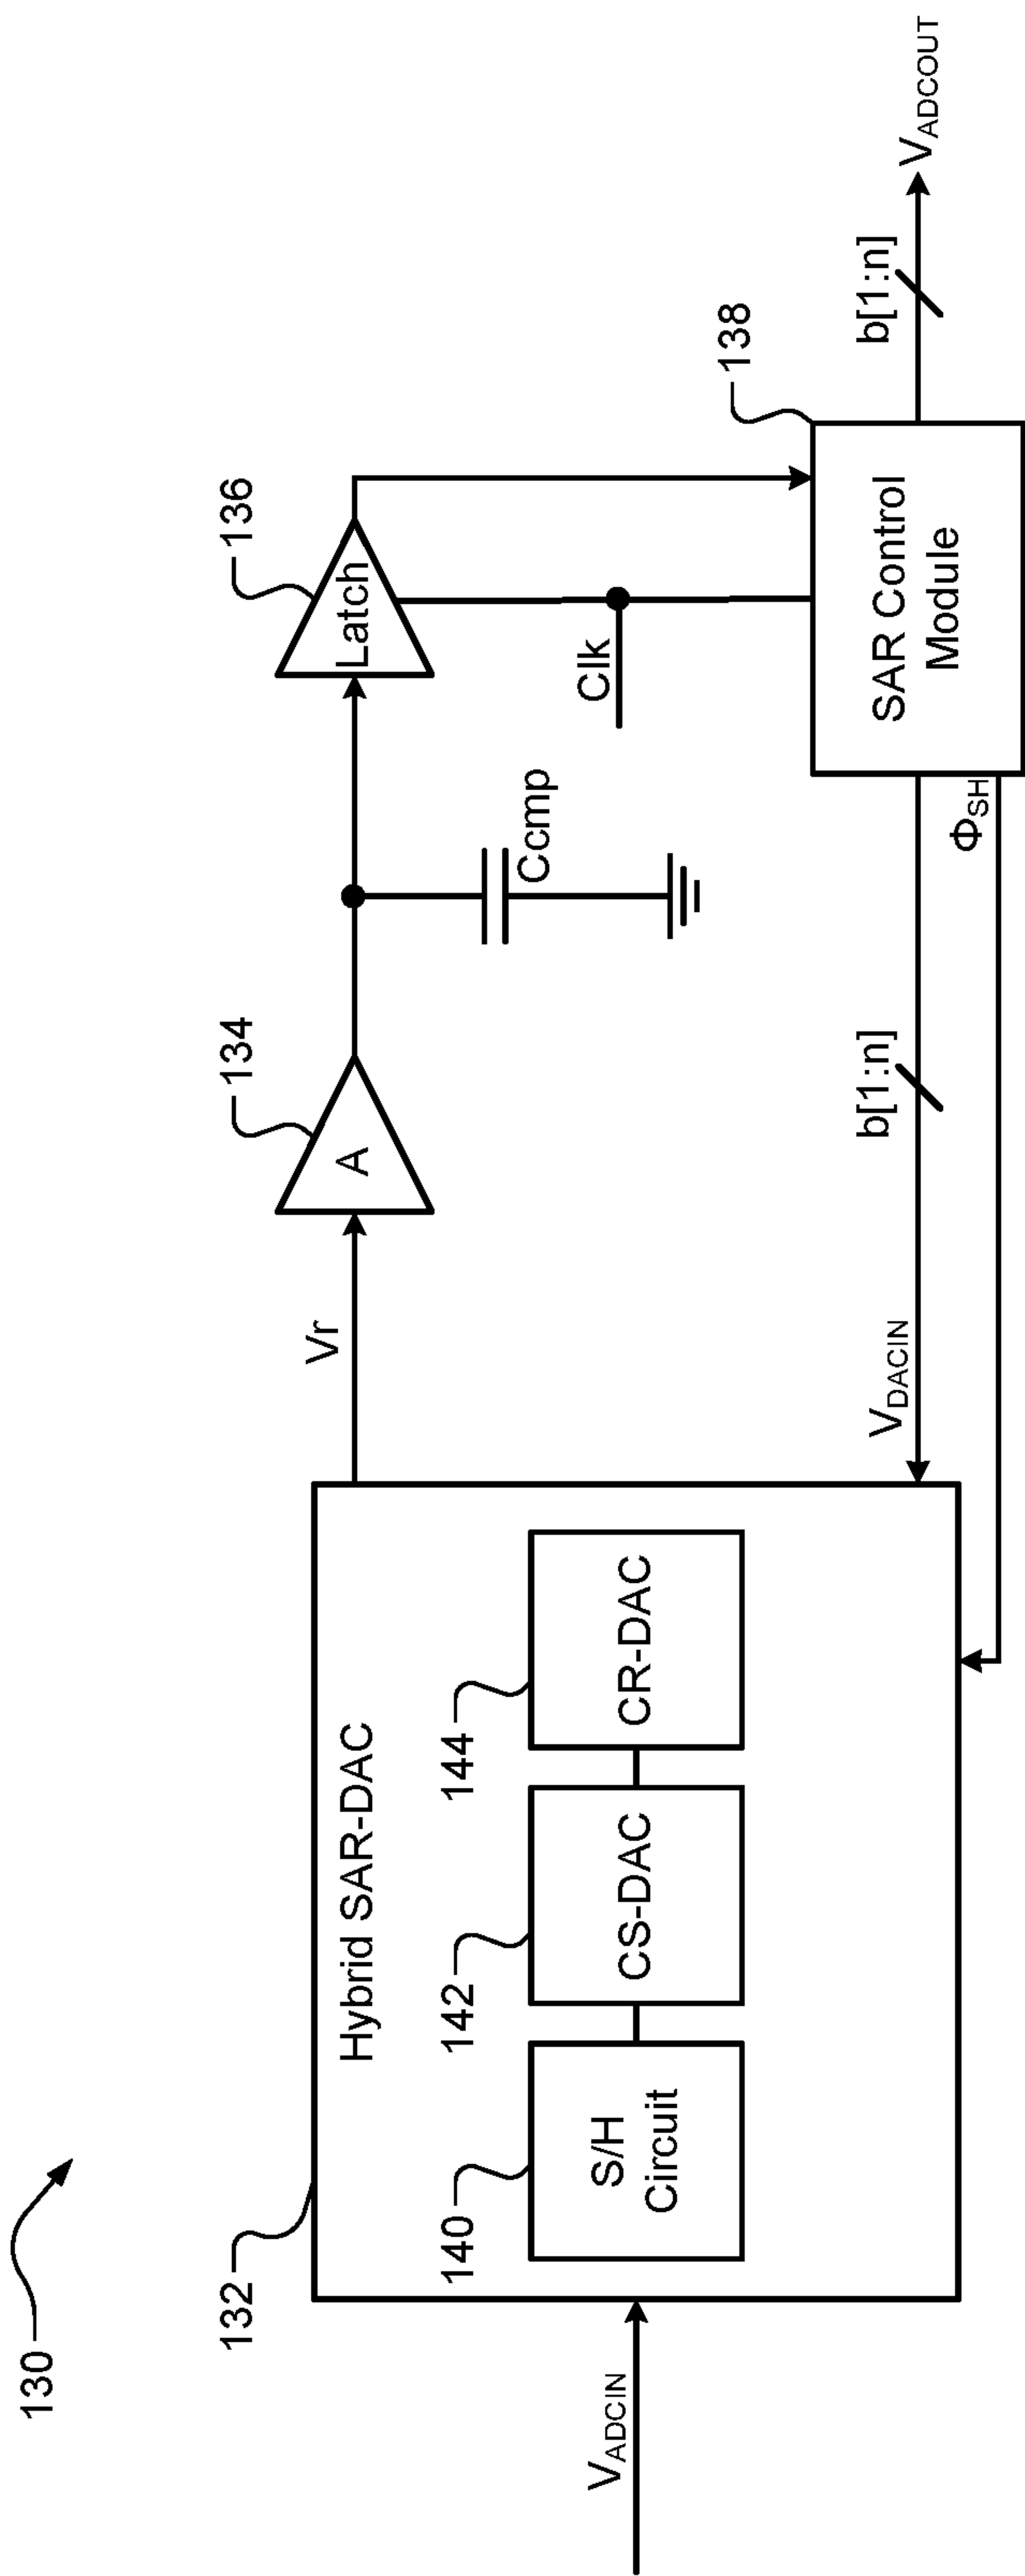 130
132
Hybrid SAR-DAC
140
S/H
Circuit
142
CS-DAC
144
CR-DAC
V_ADCIN
Vr
134
A
Ccmp
136
Latch
Clk
138
SAR Control
Module
V_DACIN
b[1:n]
Φ_SH
b[1:n]
V_ADCOUT